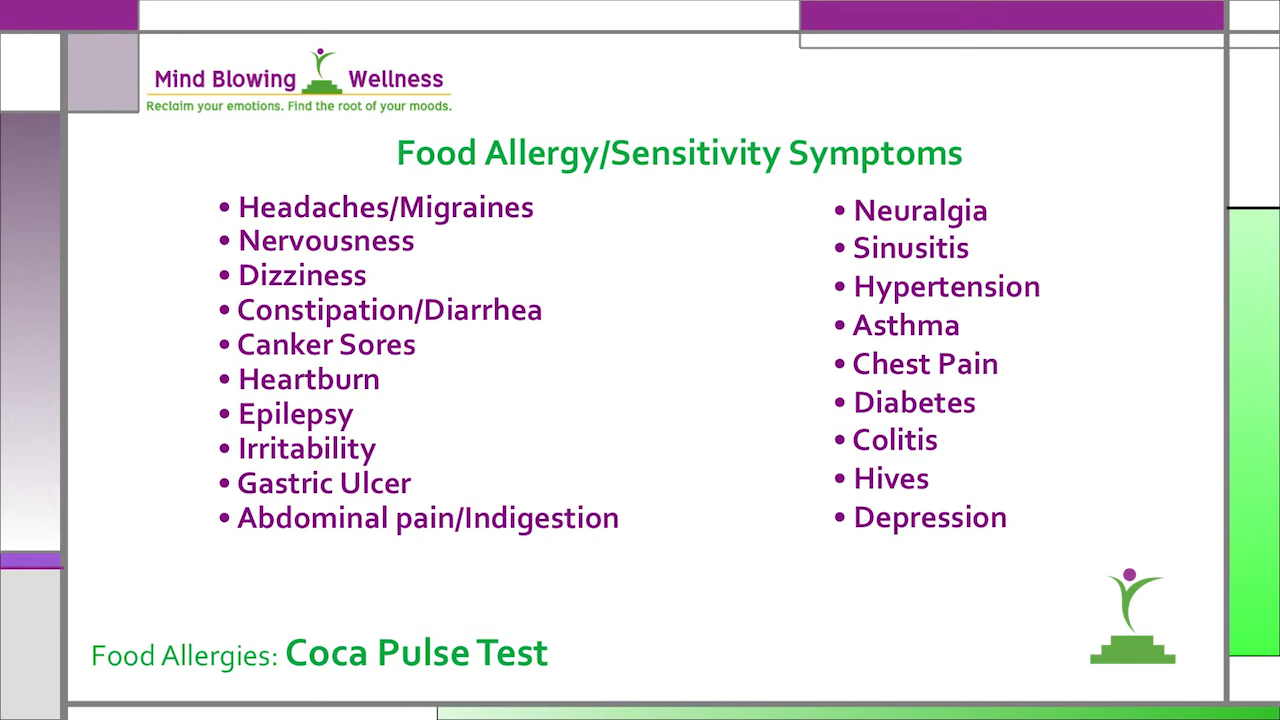 Mind Blowing Wellness
Reclaim your emotions. Find the root of your moods.
Food Allergy/Sensitivity Symptoms
• Headaches/Migraines
• Nervousness
• Dizziness
• Constipation/Diarrhea
• Canker Sores
• Heartburn
• Epilepsy
• Irritability
• Gastric Ulcer
• Abdominal pain/Indigestion
• Neuralgia
• Sinusitis
• Hypertension
• Asthma
• Chest Pain
• Diabetes
• Colitis
• Hives
• Depression
Food Allergies: Coca Pulse Test